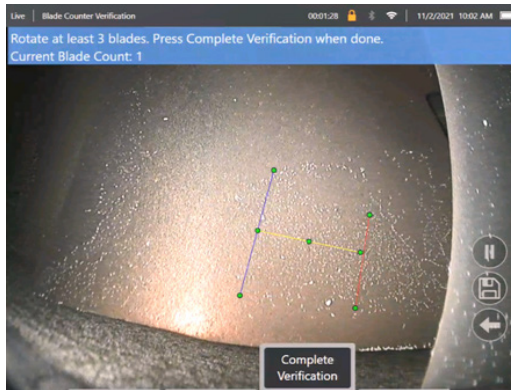 Live | Blade Counter Verification 00:01:28 11/2/2021 10:02 AM
Rotate at least 3 blades. Press Complete Verification when done.
Current Blade Count: 1
Complete
Verification